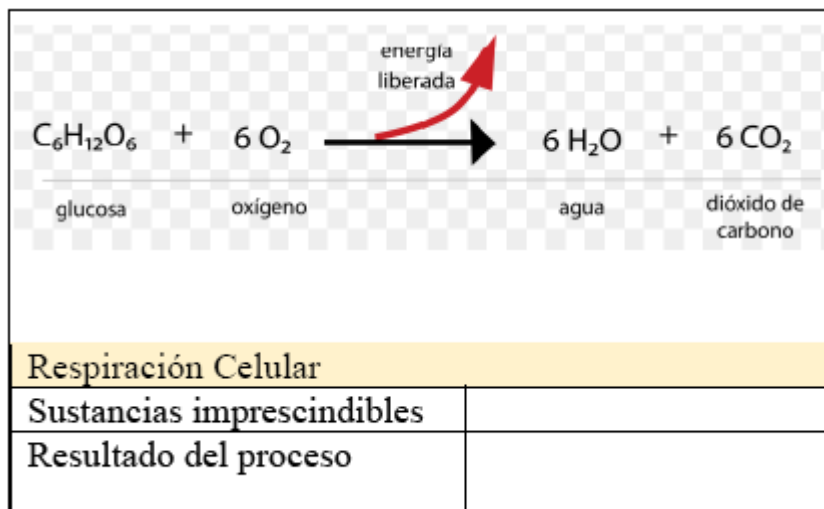 energía
liberada
C₆H₁₂O₆ + 6 O₂ 6 H₂O + 6 CO₂
glucosa oxígeno agua dióxido de
carbono
Respiración Celular
Sustancias imprescindibles
Resultado del proceso